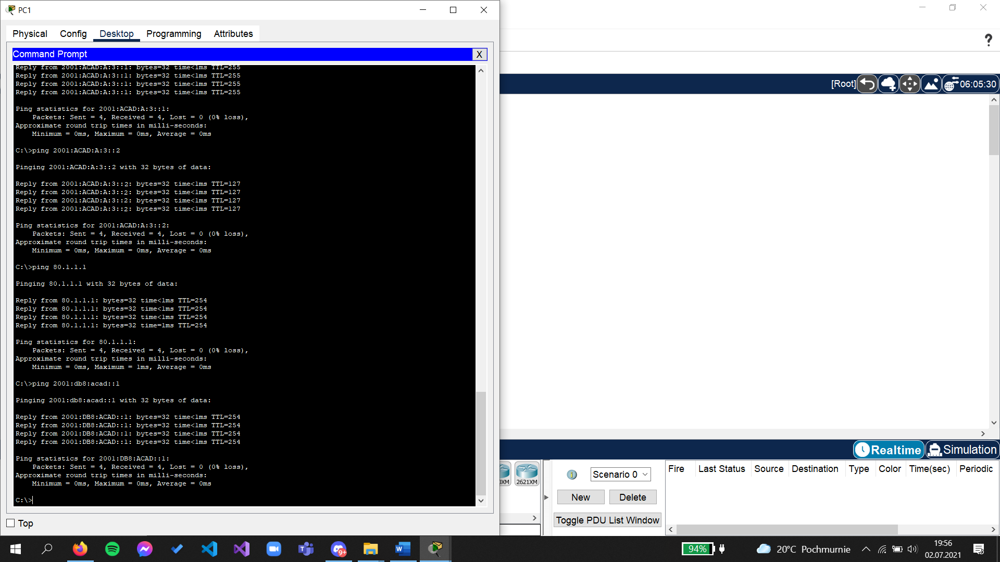 PC1
Physical Config Desktop Programming Attributes
Command Prompt X
Reply from 2001:ACAD:A:3::1: bytes=32 time<1ms TTL=255
Reply from 2001:ACAD:A:3::1: bytes=32 time<1ms TTL=255
Reply from 2001:ACAD:A:3::1: bytes=32 time<1ms TTL=255
Reply from 2001:ACAD:A:3::1: bytes=32 time<1ms TTL=255
Ping statistics for 2001:ACAD:A:3::1:
Packets: Sent = 4, Received = 4, Lost = 0 (0% loss),
Approximate round trip times in milli-seconds:
Minimum = 0ms, Maximum = 0ms, Average = 0ms
C:\>ping 2001:ACAD:A:3::2
Pinging 2001:ACAD:A:3::2 with 32 bytes of data:
Reply from 2001:ACAD:A:3::2: bytes=32 time<1ms TTL=127
Reply from 2001:ACAD:A:3::2: bytes=32 time<1ms TTL=127
Reply from 2001:ACAD:A:3::2: bytes=32 time<1ms TTL=127
Reply from 2001:ACAD:A:3::2: bytes=32 time<1ms TTL=127
Ping statistics for 2001:ACAD:A:3::2:
Packets: Sent = 4, Received = 4, Lost = 0 (0% loss),
Approximate round trip times in milli-seconds:
Minimum = 0ms, Maximum = 0ms, Average = 0ms
C:\>ping 80.1.1.1
Pinging 80.1.1.1 with 32 bytes of data:
Reply from 80.1.1.1: bytes=32 time<1ms TTL=254
Reply from 80.1.1.1: bytes=32 time<1ms TTL=254
Reply from 80.1.1.1: bytes=32 time<1ms TTL=254
Reply from 80.1.1.1: bytes=32 time=1ms TTL=254
Ping statistics for 80.1.1.1:
Packets: Sent = 4, Received = 4, Lost = 0 (0% loss),
Approximate round trip times in milli-seconds:
Minimum = 0ms, Maximum = 1ms, Average = 0ms
C:\>ping 2001:db8:acad::1
Pinging 2001:db8:acad::1 with 32 bytes of data:
Reply from 2001:DB8:ACAD::1: bytes=32 time<1ms TTL=254
Reply from 2001:DB8:ACAD::1: bytes=32 time<1ms TTL=254
Reply from 2001:DB8:ACAD::1: bytes=32 time<1ms TTL=254
Reply from 2001:DB8:ACAD::1: bytes=32 time<1ms TTL=254
Ping statistics for 2001:DB8:ACAD::1:
Packets: Sent = 4, Received = 4, Lost = 0 (0% loss),
Approximate round trip times in milli-seconds:
Minimum = 0ms, Maximum = 0ms, Average = 0ms
C:\>
Top
?
[Root] 06:05:30
Realtime Simulation
2621XM
Scenario 0
New Delete
Toggle PDU List Window
Fire Last Status Source Destination Type Color Time(sec) Periodic
9+
94%
20°C Pochmurnie
19:56
02.07.2021